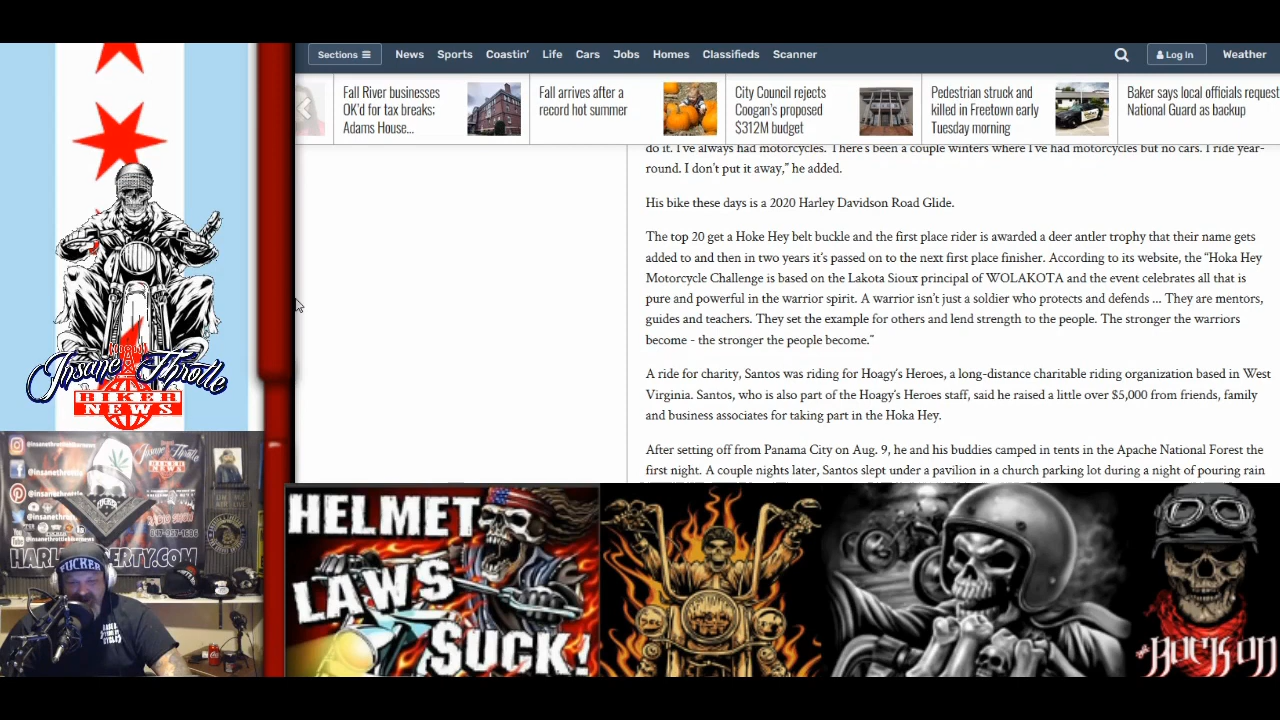 Sections
News
Sports
Coastin'
Life
Cars
Jobs
Homes
Classifieds
Scanner
Log In
Weather
Fall River businesses
OK'd for tax breaks:
Adams House...
Fall arrives after a
record hot summer
City Council rejects
Coogan's proposed
$312M budget
Pedestrian struck and
killed in Freetown early
Tuesday morning
Baker says local officials request
National Guard as backup
do it. I've always had motorcycles. There's been a couple winters where I've had motorcycles but no cars. I ride year-
round. I don't put it away," he added.
His bike these days is a 2020 Harley Davidson Road Glide.
The top 20 get a Hoke Hey belt buckle and the first place rider is awarded a deer antler trophy that their name gets
added to and then in two years it's passed on to the next first place finisher. According to its website, the "Hoka Hey
Motorcycle Challenge is based on the Lakota Sioux principal of WOLAKOTA and the event celebrates all that is
pure and powerful in the warrior spirit. A warrior isn't just a soldier who protects and defends ... They are mentors,
guides and teachers. They set the example for others and lend strength to the people. The stronger the warriors
become - the stronger the people become."
A ride for charity, Santos was riding for Hoagy's Heroes, a long-distance charitable riding organization based in West
Virginia. Santos, who is also part of the Hoagy's Heroes staff, said he raised a little over $5,000 from friends, family
and business associates for taking part in the Hoka Hey.
After setting off from Panama City on Aug. 9, he and his buddies camped in tents in the Apache National Forest the
first night. A couple nights later, Santos slept under a pavilion in a church parking lot during a night of pouring rain
Insane Throttle
BIKER
NEWS
@insanethrottlebikernews
@insanethro
@insanethrot
FUCKER
HELMET
LAWS
SUCK!
ROCK ON